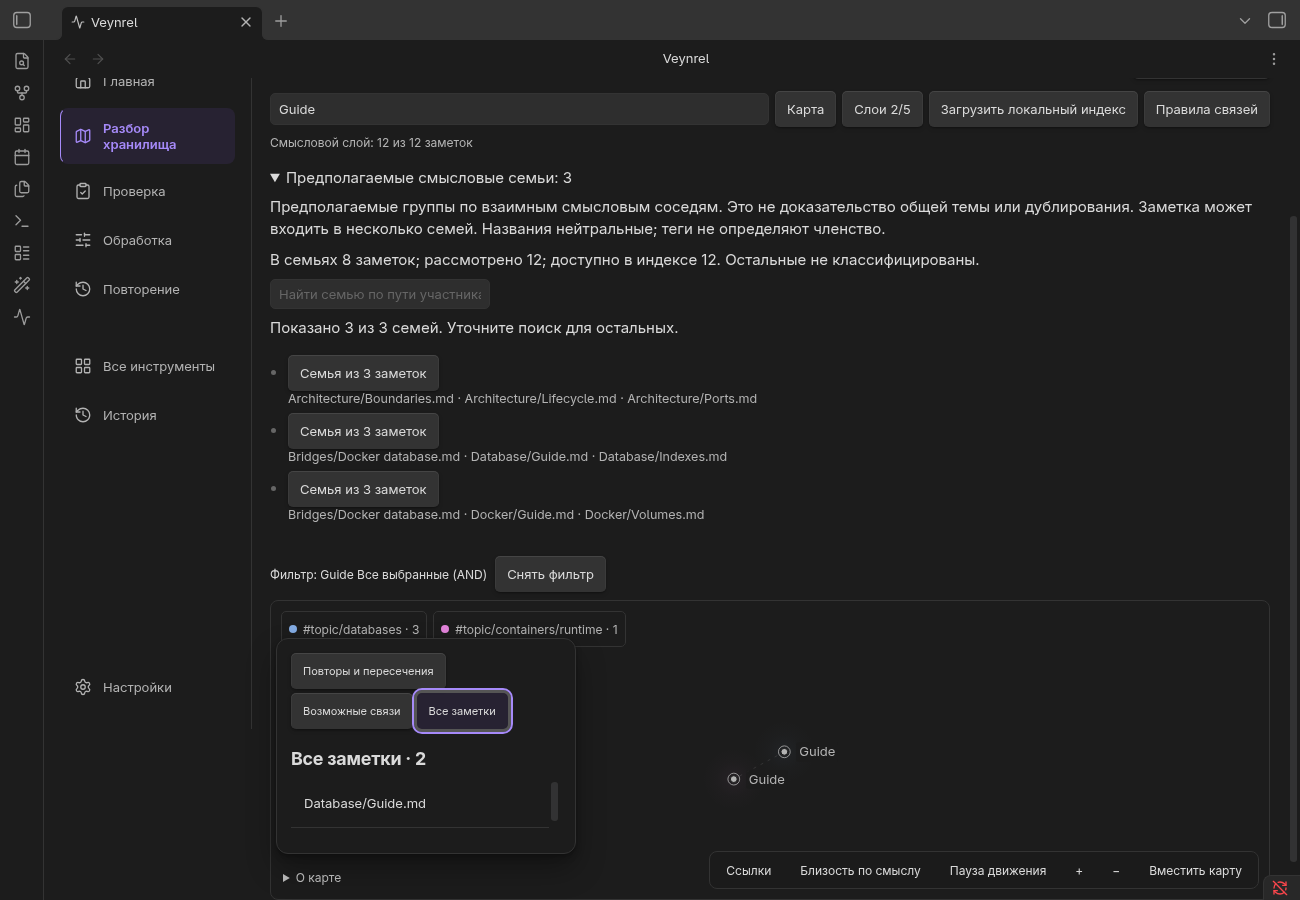 Veynrel
Veynrel
Главная
Разбор
хранилища
Проверка
Обработка
Повторение
Все инструменты
История
Настройки
Guide
Карта
Слои 2/5
Загрузить локальный индекс
Правила связей
Смысловой слой: 12 из 12 заметок
▼ Предполагаемые смысловые семьи: 3
Предполагаемые группы по взаимным смысловым соседям. Это не доказательство общей темы или дублирования. Заметка может
входить в несколько семей. Названия нейтральные; теги не определяют членство.
В семьях 8 заметок; рассмотрено 12; доступно в индексе 12. Остальные не классифицированы.
Найти семью по пути участника
Показано 3 из 3 семей. Уточните поиск для остальных.
Семья из 3 заметок
Architecture/Boundaries.md · Architecture/Lifecycle.md · Architecture/Ports.md
Семья из 3 заметок
Bridges/Docker database.md · Database/Guide.md · Database/Indexes.md
Семья из 3 заметок
Bridges/Docker database.md · Docker/Guide.md · Docker/Volumes.md
Фильтр: Guide Все выбранные (AND)
Снять фильтр
#topic/databases · 3
#topic/containers/runtime · 1
Повторы и пересечения
Возможные связи
Все заметки
Все заметки · 2
Database/Guide.md
Guide
Guide
▶ О карте
Ссылки
Близость по смыслу
Пауза движения
+
−
Вместить карту